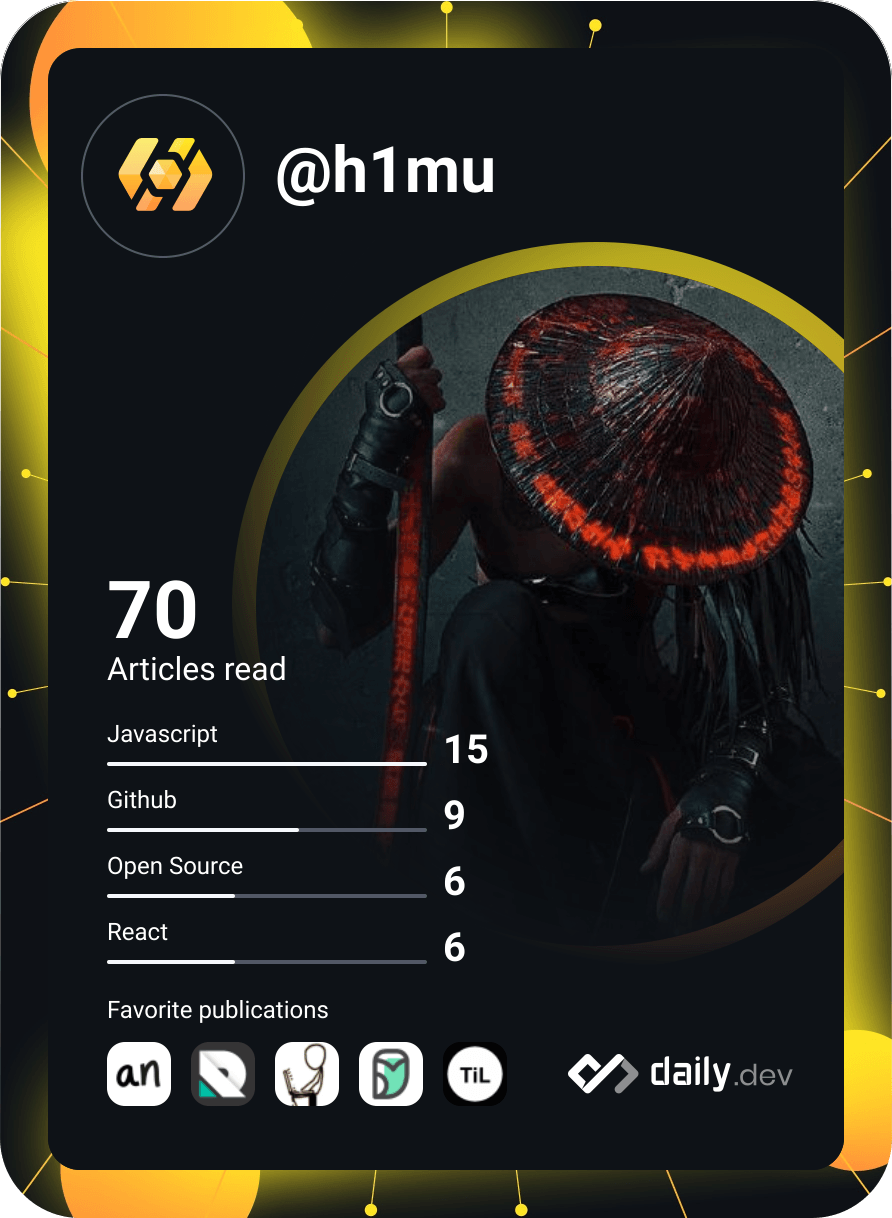 @h1mu
70
Articles read
Javascript
15
Github
9
Open Source
6
React
6
Favorite publications
an
TiL
daily.dev